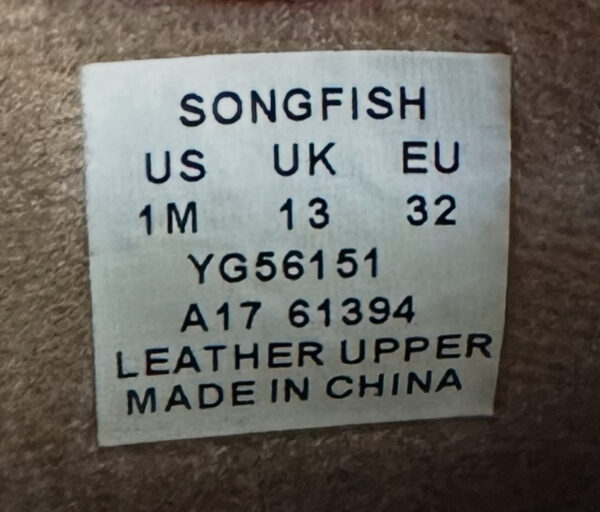 SONGFISH
US UK EU
1M 13 32
YG56151
A17 61394
LEATHER UPPER
MADE IN CHINA